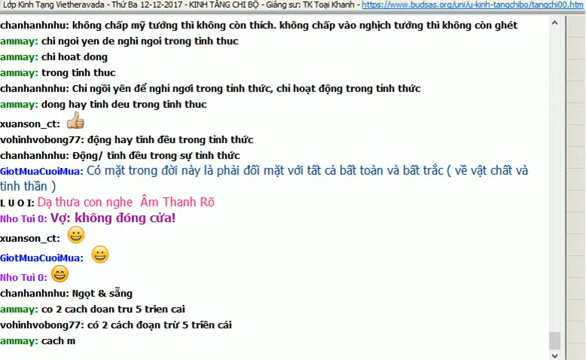 Lớp Kinh Tạng Vietheravada - Thứ Ba 12-12-2017 - KINH TĂNG CHI BỘ - Giảng sư: TK Toại Khanh - https://www.budsas.org/uni/u-kinh-tangchibo/tangchi00.htm
chanhanhnhu: không chấp mỹ tướng thì không còn thích. không chấp vào nghịch tướng thì không còn ghét
ammay: chi ngoi yen de nghi ngoi trong tinh thuc
ammay: chi hoat dong
ammay: trong tinh thuc
chanhanhnhu: Chỉ ngồi yên để nghỉ ngơi trong tỉnh thức, chỉ hoạt động trong tỉnh thức
ammay: dong hay tinh deu trong tinh thuc
xuanson_ct:
vohinhvobong77: động hay tĩnh đều trong tỉnh thức
chanhanhnhu: Động/ tĩnh đều trong sự tỉnh thức
GiotMuaCuoiMua: Có mặt trong đời này là phải đối mặt với tất cả bất toàn và bất trắc ( về vật chất và
tinh thần )
L U O I: Dạ thưa con nghe Âm Thanh Rõ
Nho Tui 0: Vợ: không đóng cửa!
xuanson_ct:
GiotMuaCuoiMua:
Nho Tui 0:
chanhanhnhu: Ngọt & sẵng
ammay: co 2 cach doan tru 5 trien cai
vohinhvobong77: có 2 cách đoạn trừ 5 triền cái
ammay: cach m